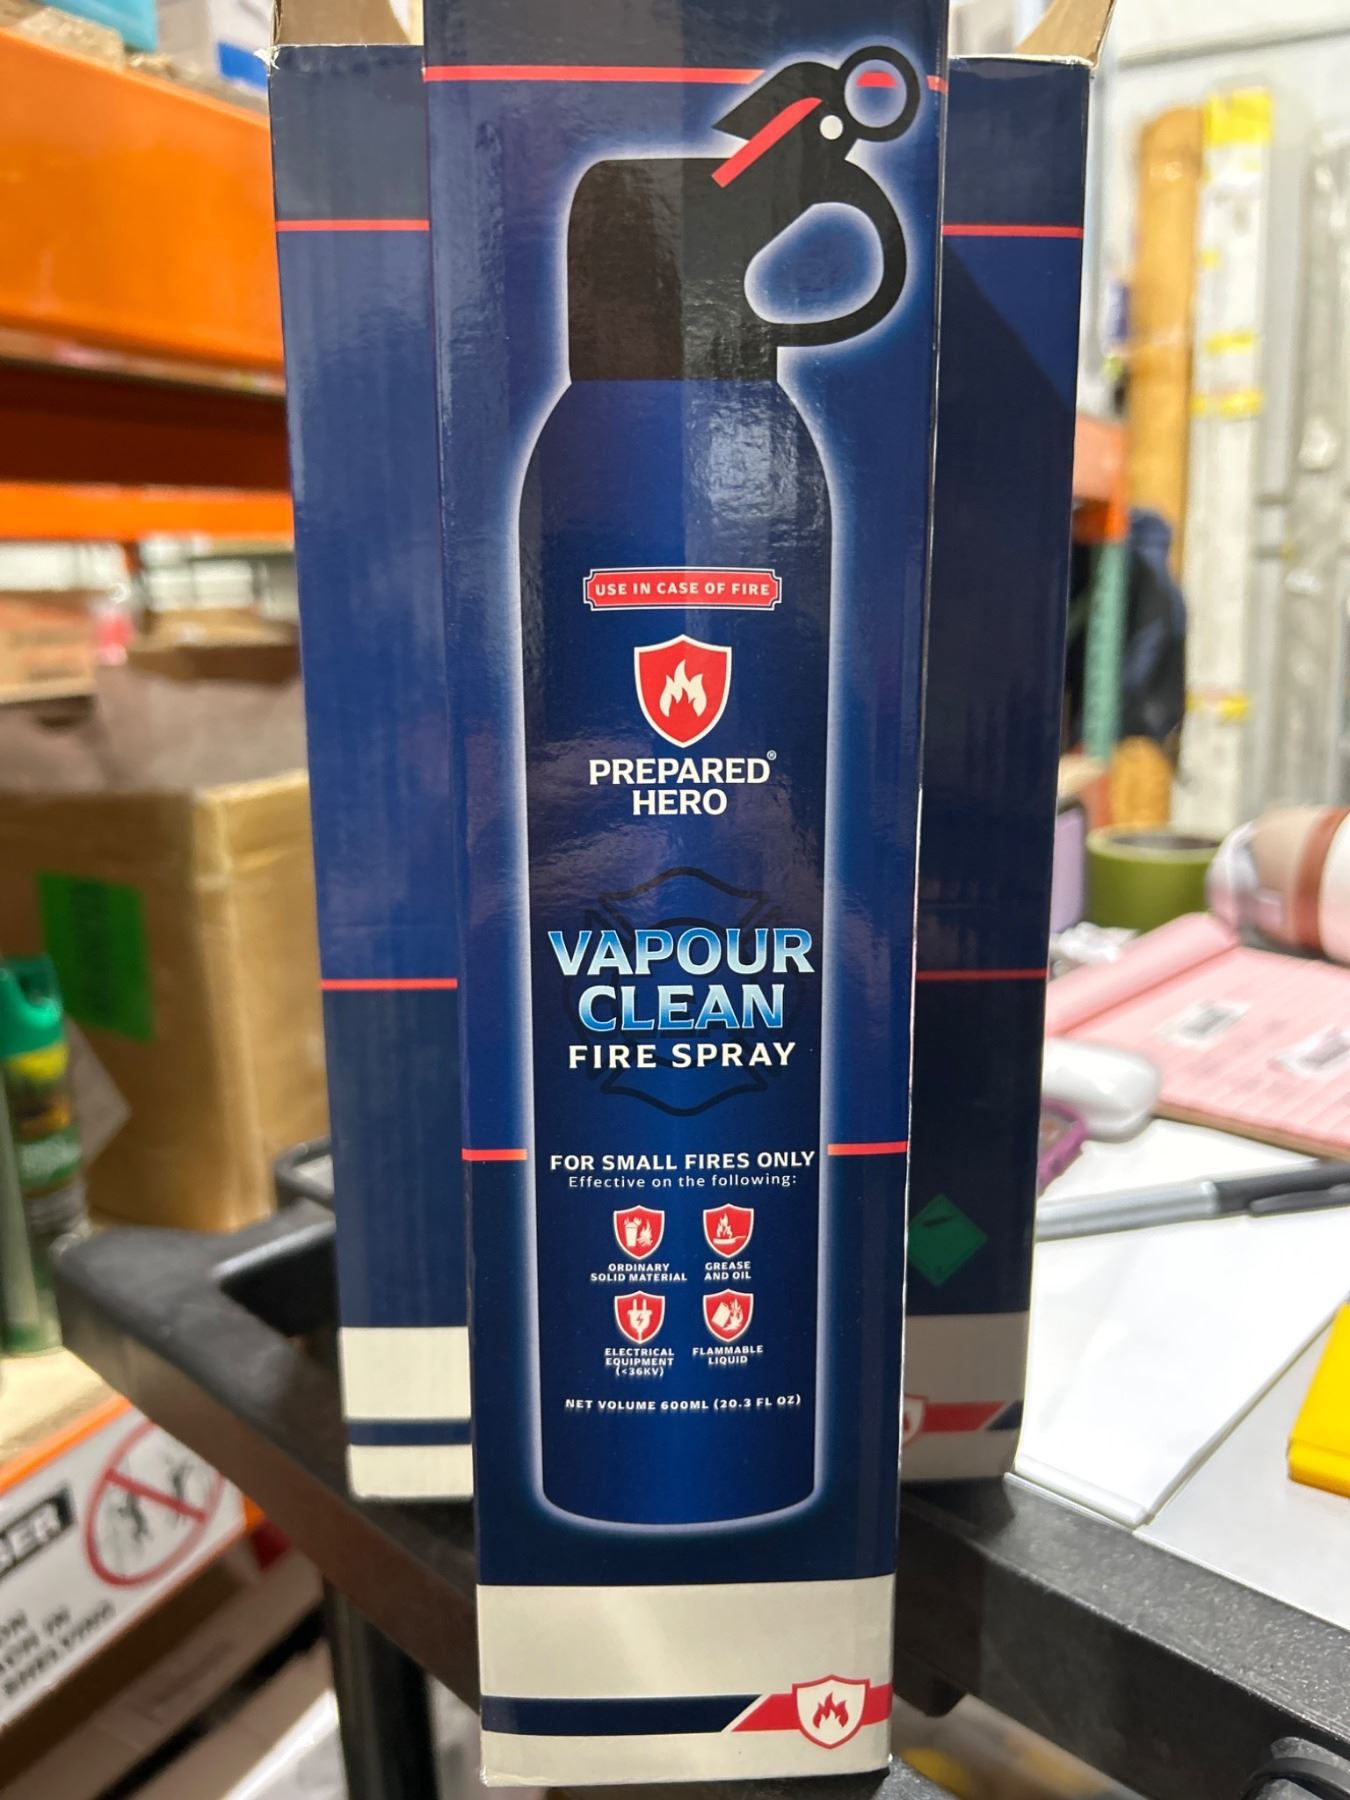 USE IN CASE OF FIRE
PREPARED®
HERO
VAPOUR
CLEAN
FIRE SPRAY
FOR SMALL FIRES ONLY
Effective on the following:
ORDINARY
SOLID MATERIAL
GREASE
AND OIL
ELECTRICAL
EQUIPMENT
(<36KV)
FLAMMABLE
LIQUID
NET VOLUME 600ML (20.3 FL OZ)